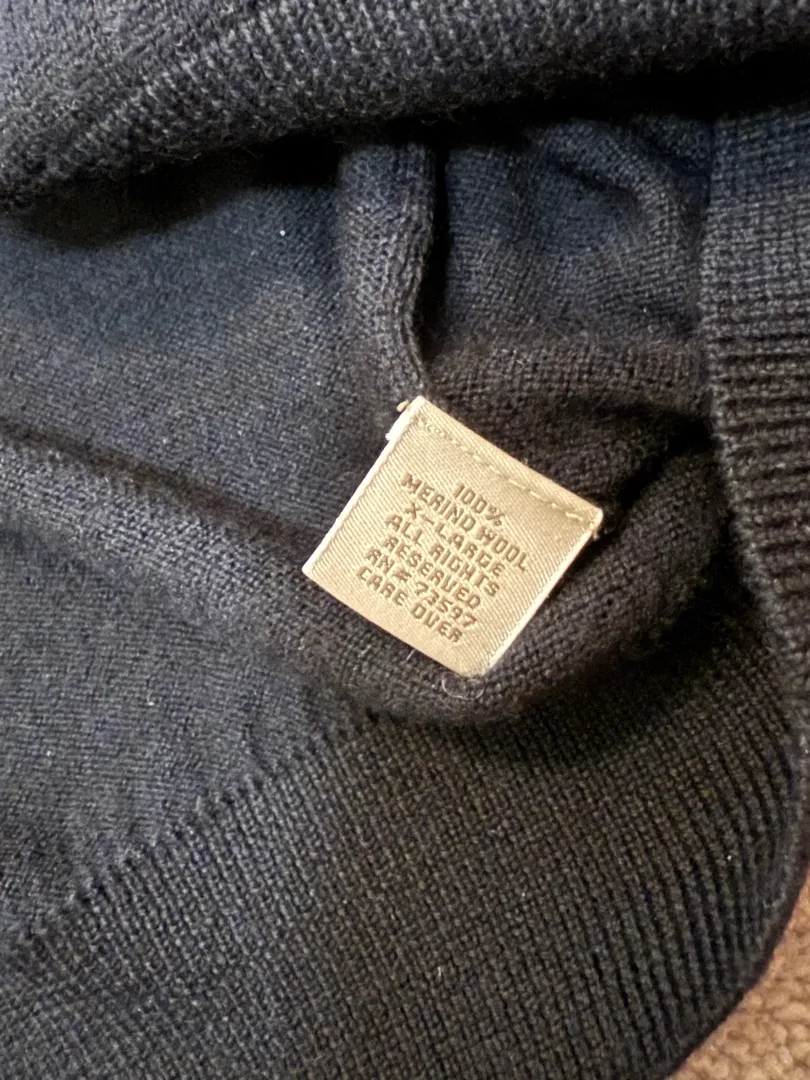 100%
MERINO WOOL
X-LARGE
ALL RIGHTS
RESERVED
RN# 73597
CARE OVER